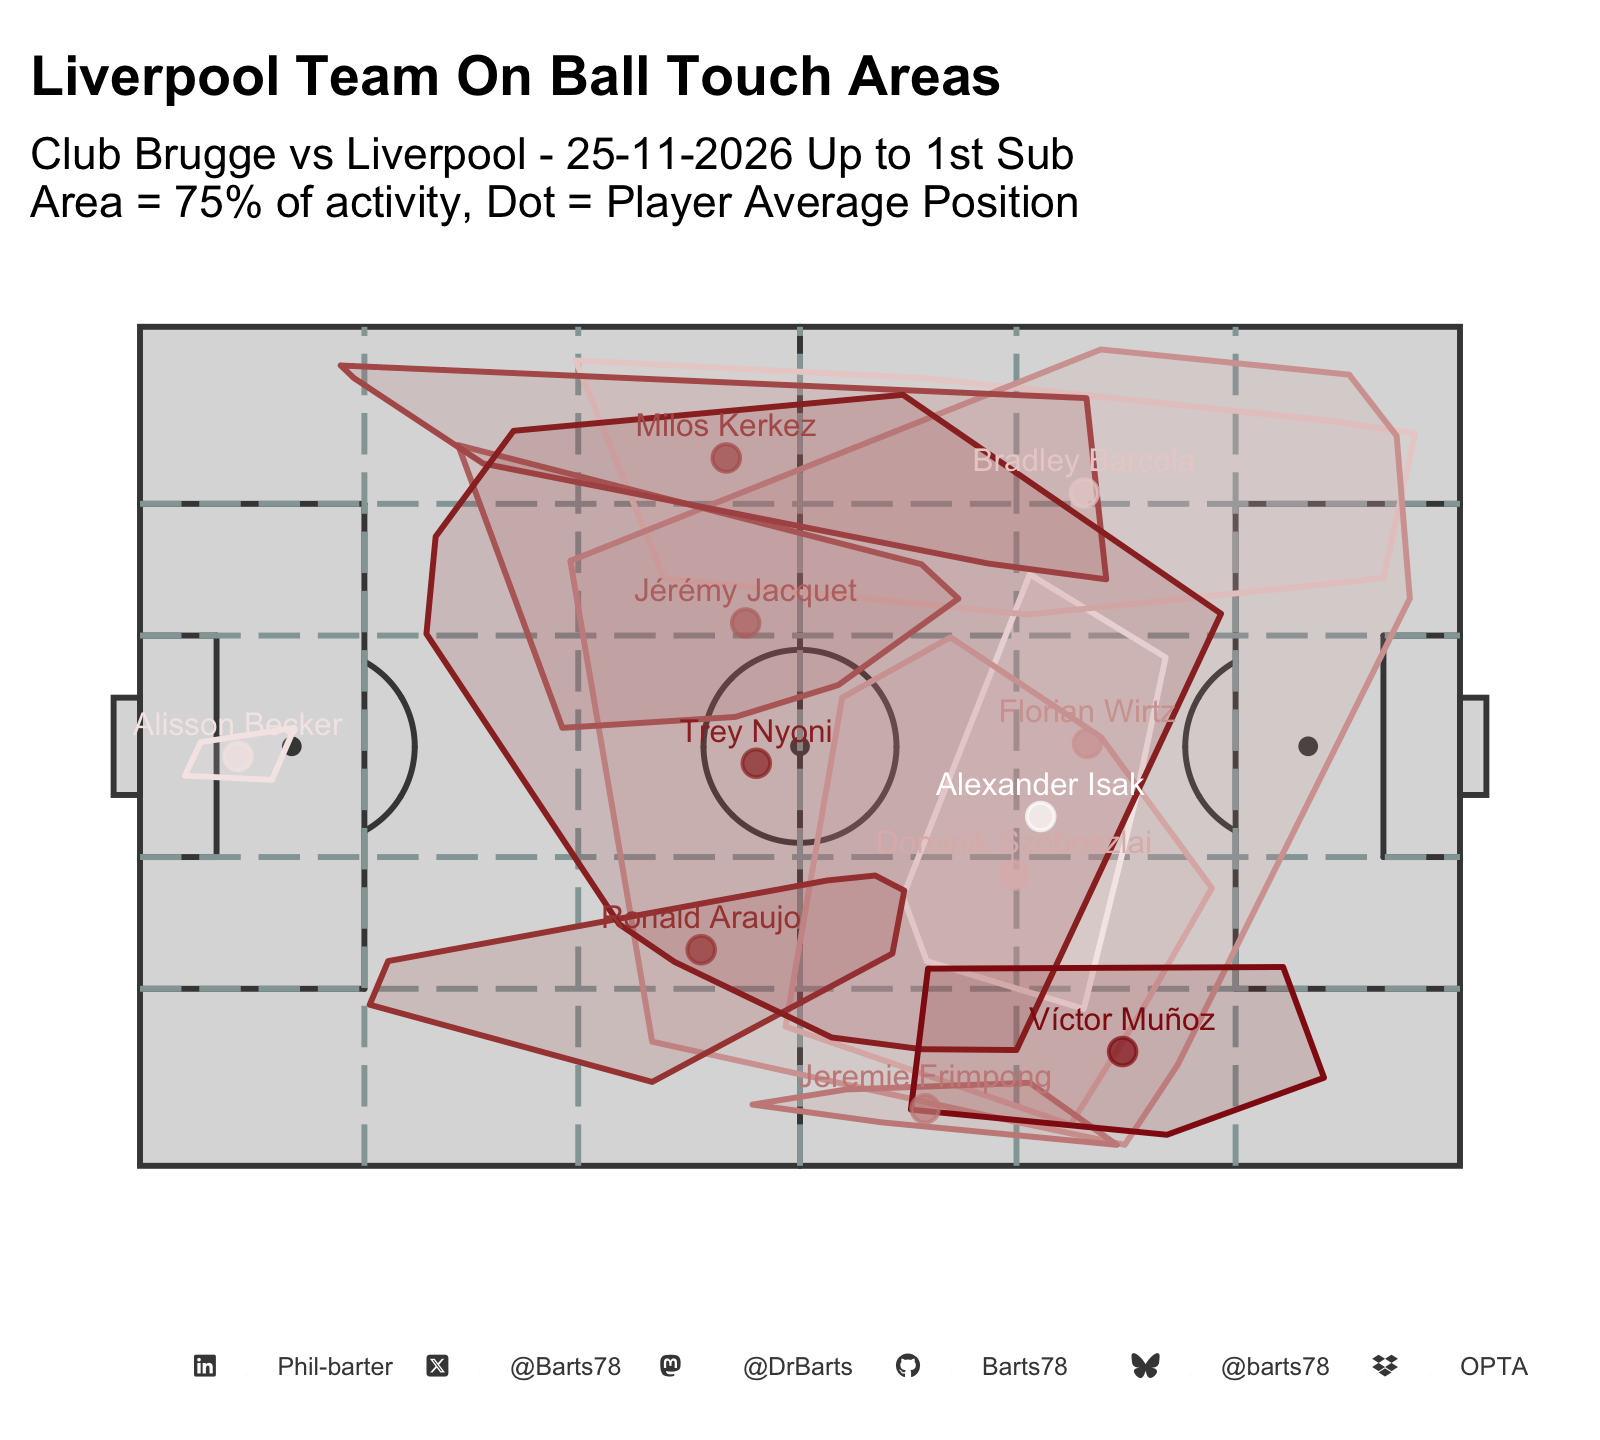 Liverpool Team On Ball Touch Areas
Club Brugge vs Liverpool - 25-11-2026 Up to 1st Sub
Area = 75% of activity, Dot = Player Average Position
Milos Kerkez
Bradley Barcola
Jérémy Jacquet
Florian Wirtz
Alisson Becker
Trey Nyoni
Alexander Isak
Dominik Szoboszlai
Ronald Araujo
Víctor Muñoz
Jeremie Frimpong
Phil-barter
@Barts78
@DrBarts
Barts78
@barts78
OPTA